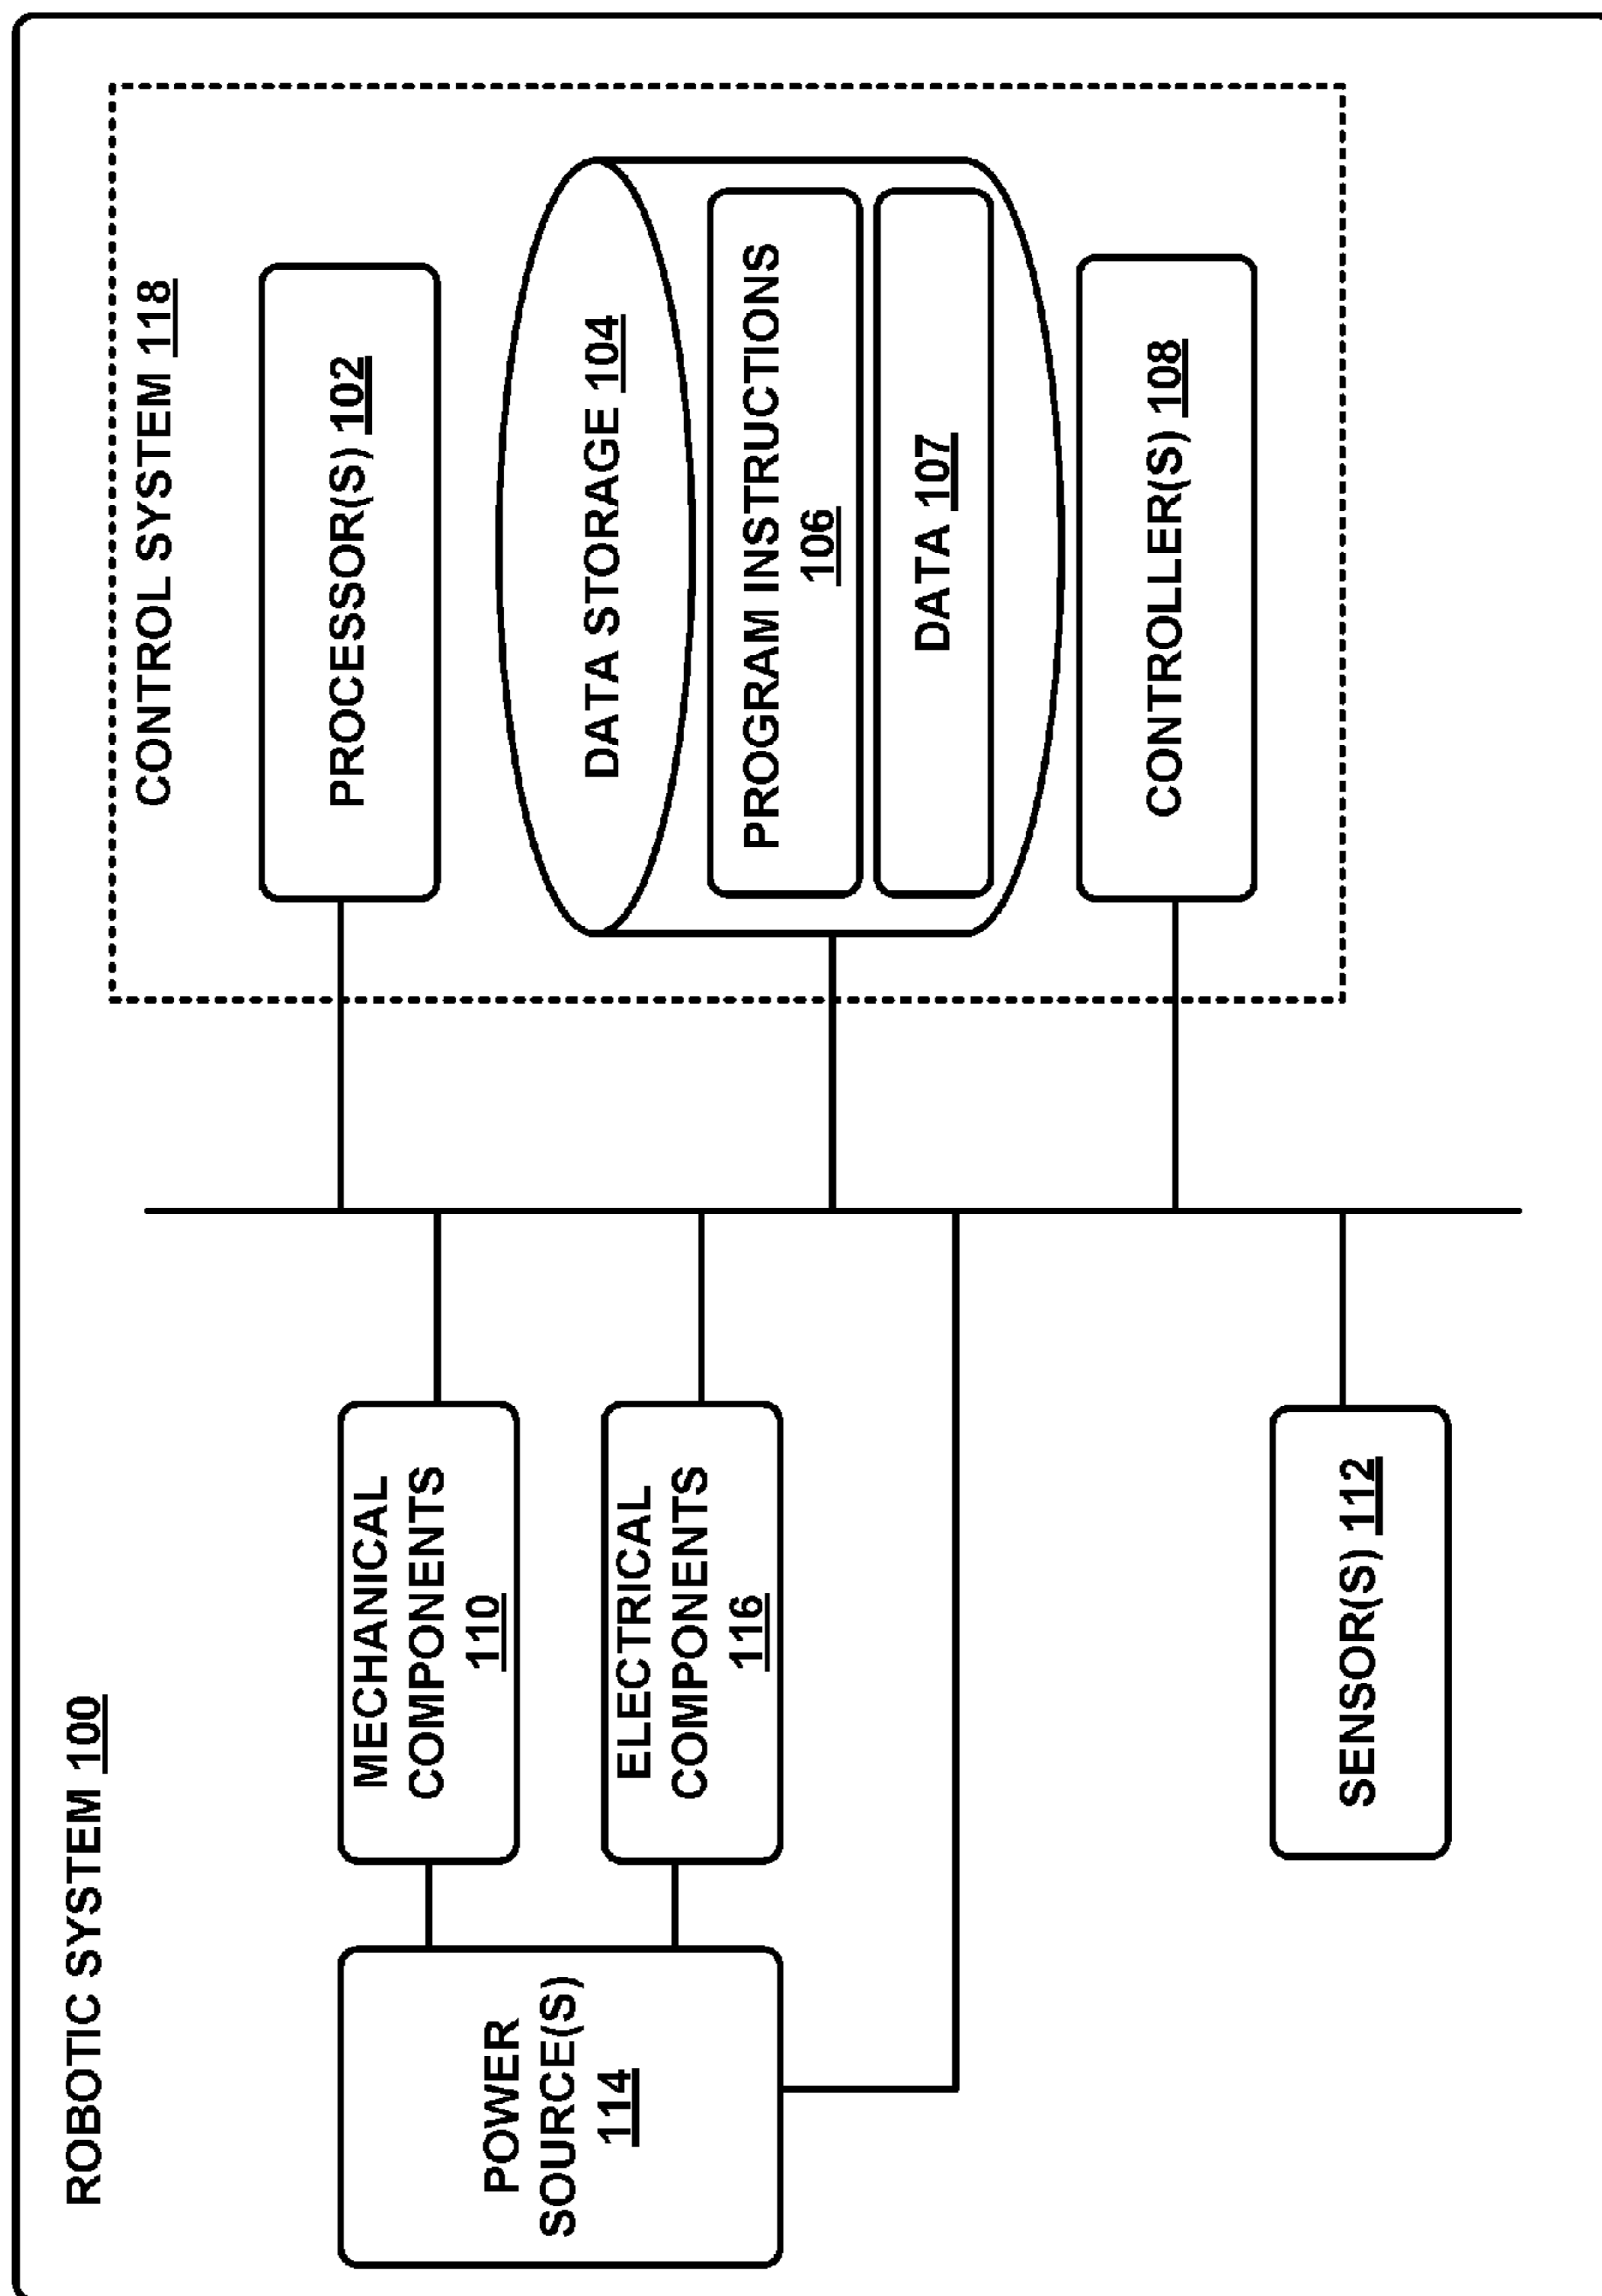 ROBOTIC SYSTEM 100
CONTROL SYSTEM 118
PROCESSOR(S) 102
DATA STORAGE 104
PROGRAM INSTRUCTIONS
106
DATA 107
CONTROLLER(S) 108
MECHANICAL
COMPONENTS
110
ELECTRICAL
COMPONENTS
116
POWER
SOURCE(S)
114
SENSOR(S) 112